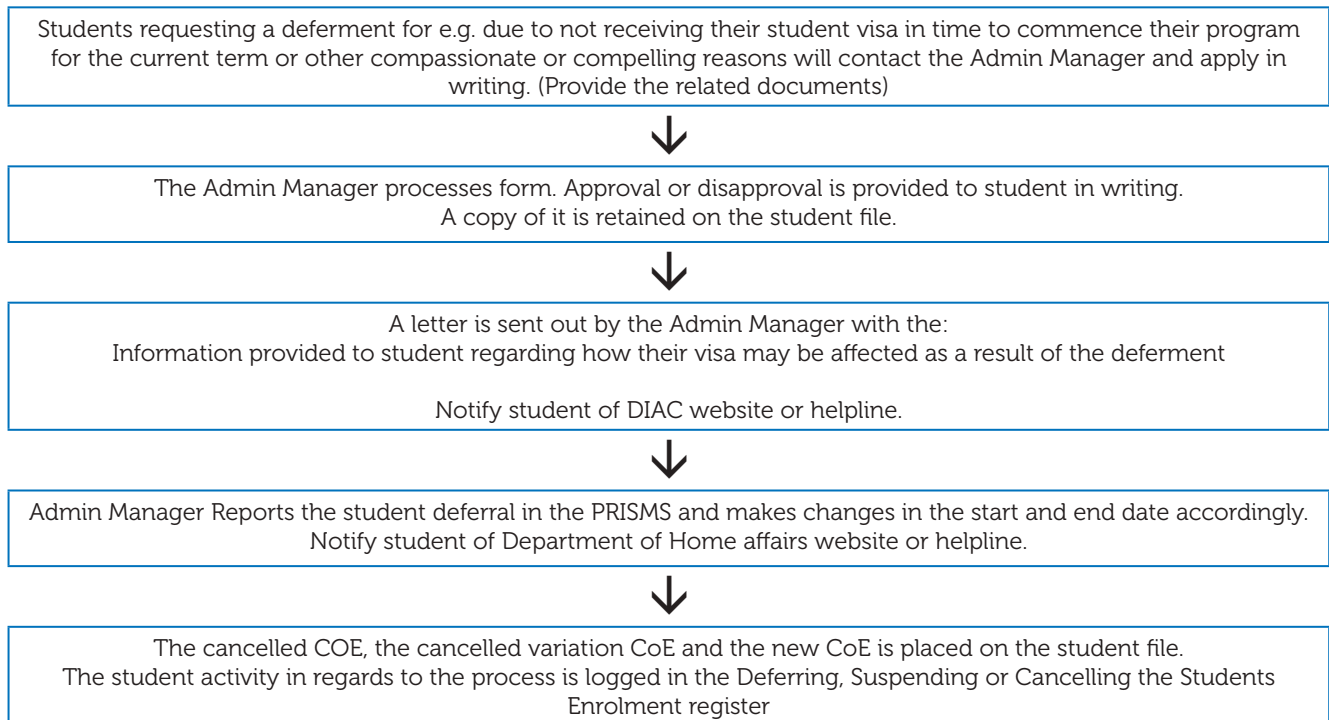 Students requesting a deferment for e.g. due to not receiving their student visa in time to commence their program
for the current term or other compassionate or compelling reasons will contact the Admin Manager and apply in
writing. (Provide the related documents)
The Admin Manager processes form. Approval or disapproval is provided to student in writing.
A copy of it is retained on the student file.
A letter is sent out by the Admin Manager with the:
Information provided to student regarding how their visa may be affected as a result of the deferment
Notify student of DIAC website or helpline.
Admin Manager Reports the student deferral in the PRISMS and makes changes in the start and end date accordingly.
Notify student of Department of Home affairs website or helpline.
The cancelled COE, the cancelled variation CoE and the new CoE is placed on the student file.
The student activity in regards to the process is logged in the Deferring, Suspending or Cancelling the Students
Enrolment register